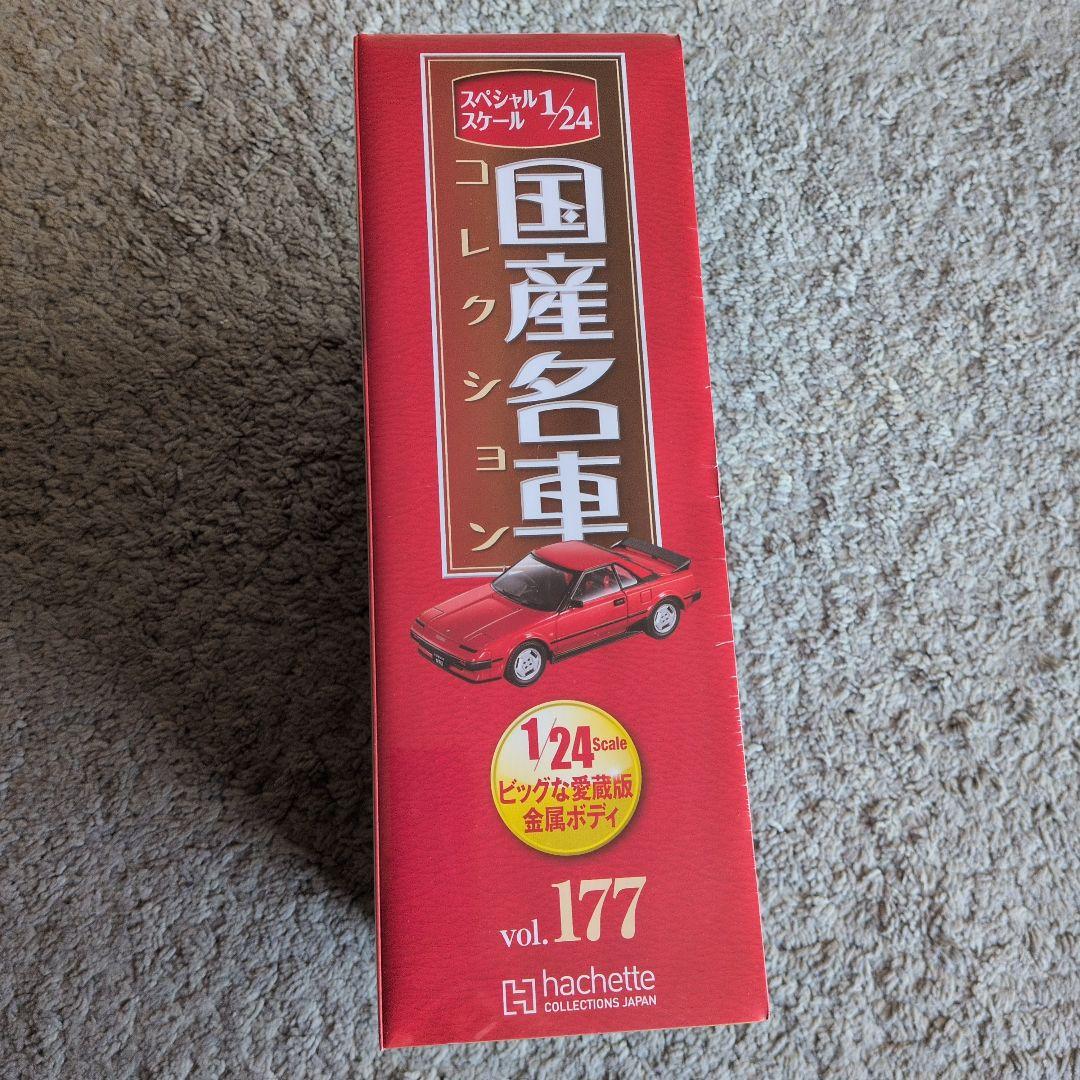 スペシャル
スケール 1/24
国産名車
コレクション
1/24 Scale
ビッグな愛蔵版
金属ボディ
vol.177
hachette
COLLECTIONS JAPAN